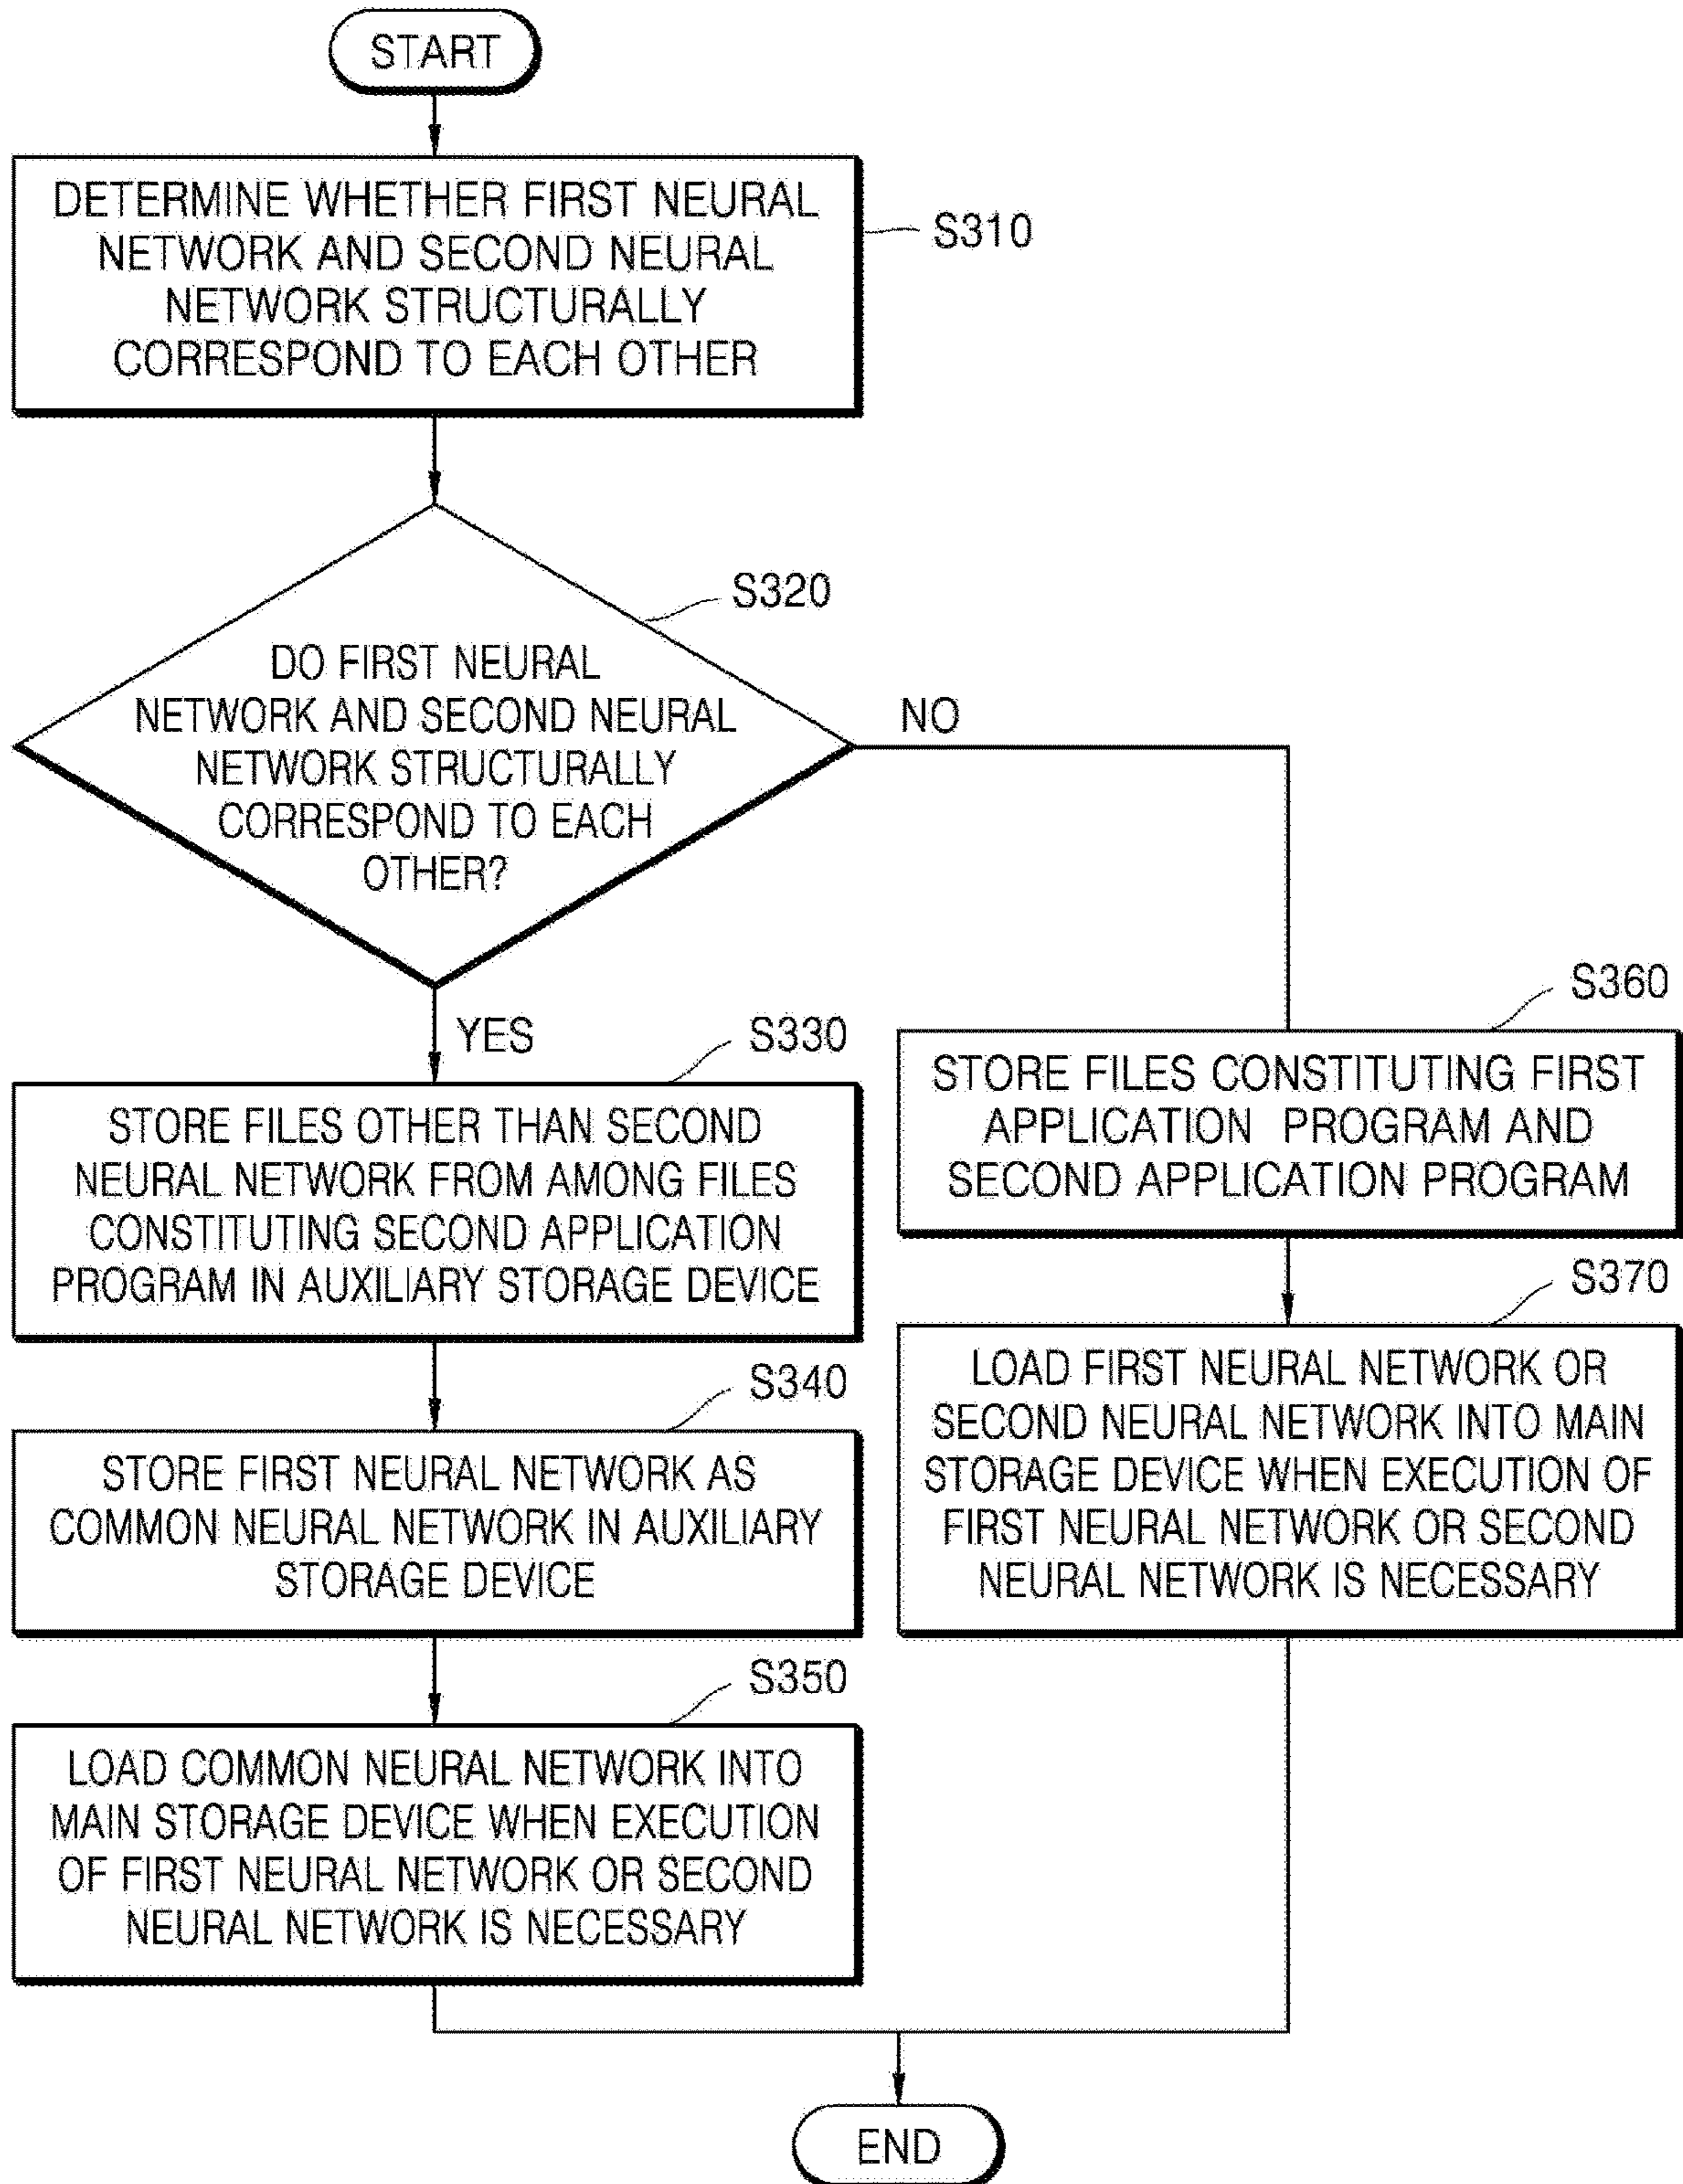 START
DETERMINE WHETHER FIRST NEURAL
NETWORK AND SECOND NEURAL
NETWORK STRUCTURALLY
CORRESPOND TO EACH OTHER
S310
S320
DO FIRST NEURAL
NETWORK AND SECOND NEURAL
NETWORK STRUCTURALLY
CORRESPOND TO EACH
OTHER?
NO
YES
S330
STORE FILES OTHER THAN SECOND
NEURAL NETWORK FROM AMONG FILES
CONSTITUTING SECOND APPLICATION
PROGRAM IN AUXILIARY STORAGE DEVICE
S340
STORE FIRST NEURAL NETWORK AS
COMMON NEURAL NETWORK IN AUXILIARY
STORAGE DEVICE
S350
LOAD COMMON NEURAL NETWORK INTO
MAIN STORAGE DEVICE WHEN EXECUTION
OF FIRST NEURAL NETWORK OR SECOND
NEURAL NETWORK IS NECESSARY
S360
STORE FILES CONSTITUTING FIRST
APPLICATION PROGRAM AND
SECOND APPLICATION PROGRAM
S370
LOAD FIRST NEURAL NETWORK OR
SECOND NEURAL NETWORK INTO MAIN
STORAGE DEVICE WHEN EXECUTION OF
FIRST NEURAL NETWORK OR SECOND
NEURAL NETWORK IS NECESSARY
END